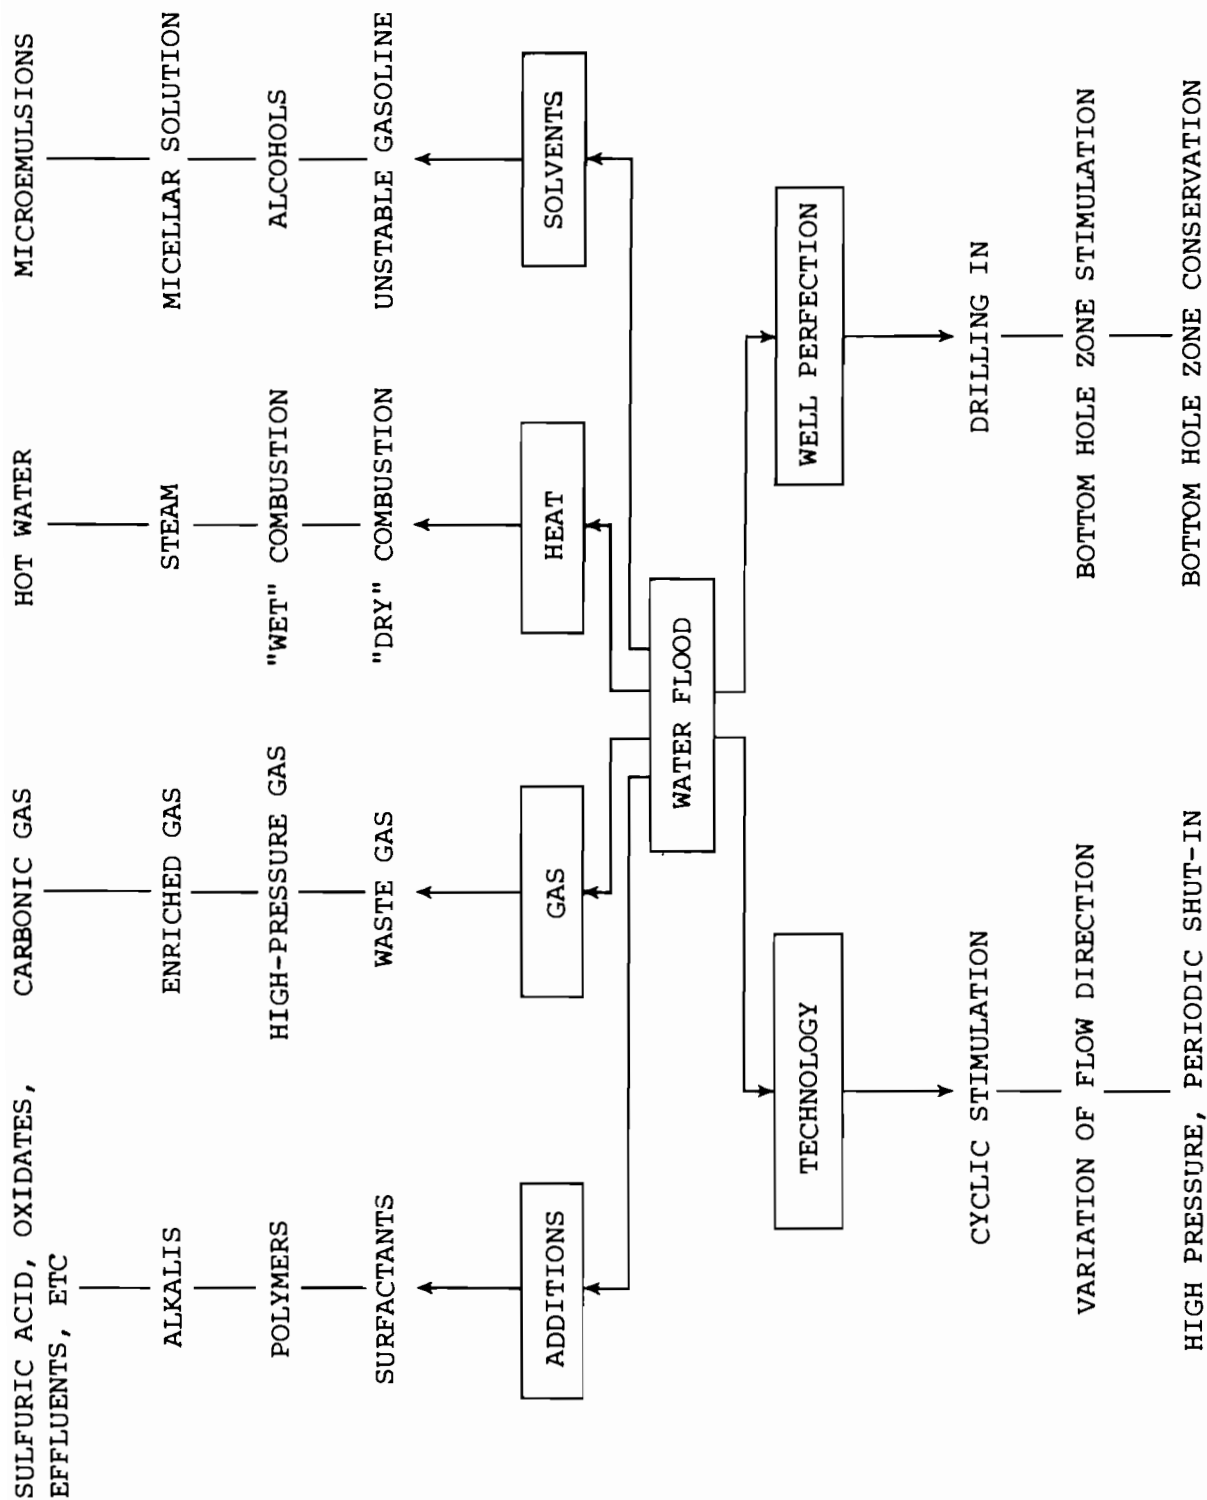 SULFURIC ACID, OXIDATES,
EFFLUENTS, ETC
CARBONIC GAS
HOT WATER
MICROEMULSIONS
ALKALIS
ENRICHED GAS
STEAM
MICELLAR SOLUTION
POLYMERS
HIGH-PRESSURE GAS
"WET" COMBUSTION
ALCOHOLS
SURFACTANTS
WASTE GAS
"DRY" COMBUSTION
UNSTABLE GASOLINE
ADDITIONS
GAS
HEAT
SOLVENTS
WATER FLOOD
TECHNOLOGY
WELL PERFECTION
CYCLIC STIMULATION
DRILLING IN
VARIATION OF FLOW DIRECTION
BOTTOM HOLE ZONE STIMULATION
HIGH PRESSURE, PERIODIC SHUT-IN
BOTTOM HOLE ZONE CONSERVATION